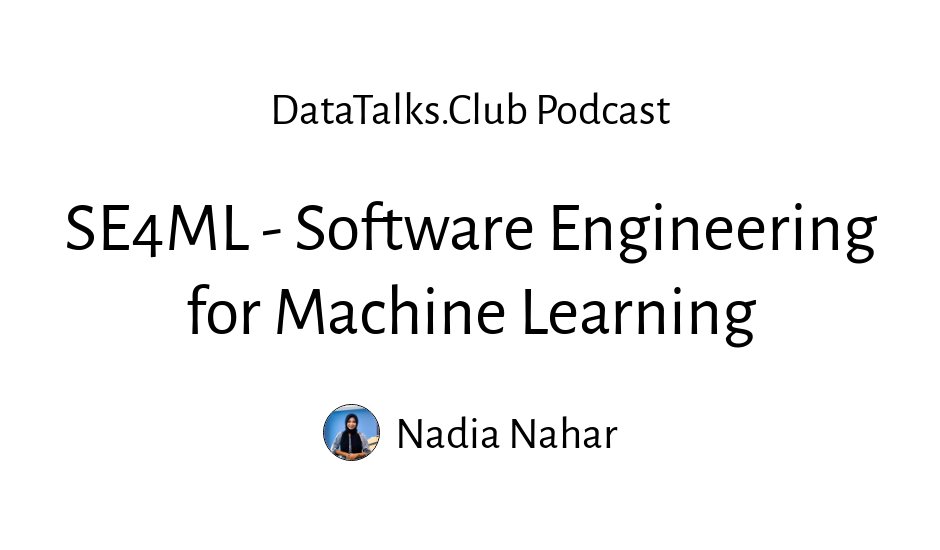 DataTalks.Club Podcast
SE4ML - Software Engineering
for Machine Learning
Nadia Nahar